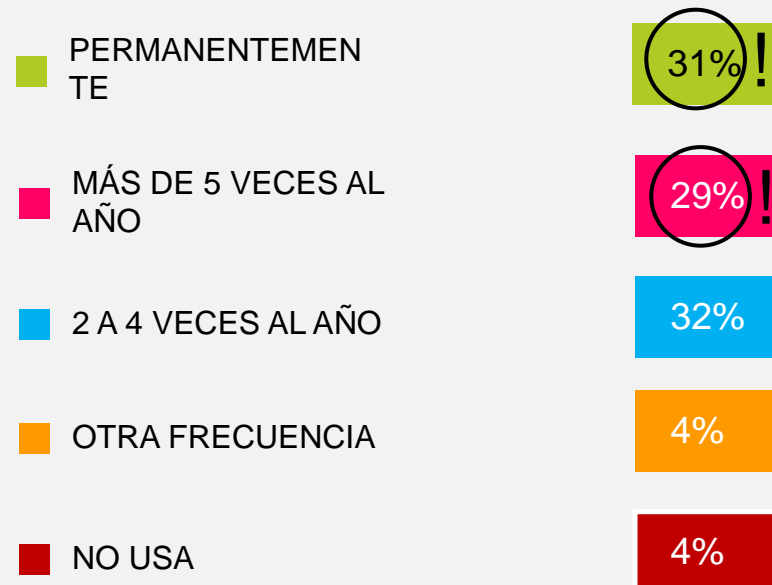 PERMANENTEMEN
TE
31% !
MÁS DE 5 VECES AL
AÑO
29% !
2 A 4 VECES AL AÑO
32%
OTRA FRECUENCIA
4%
NO USA
4%